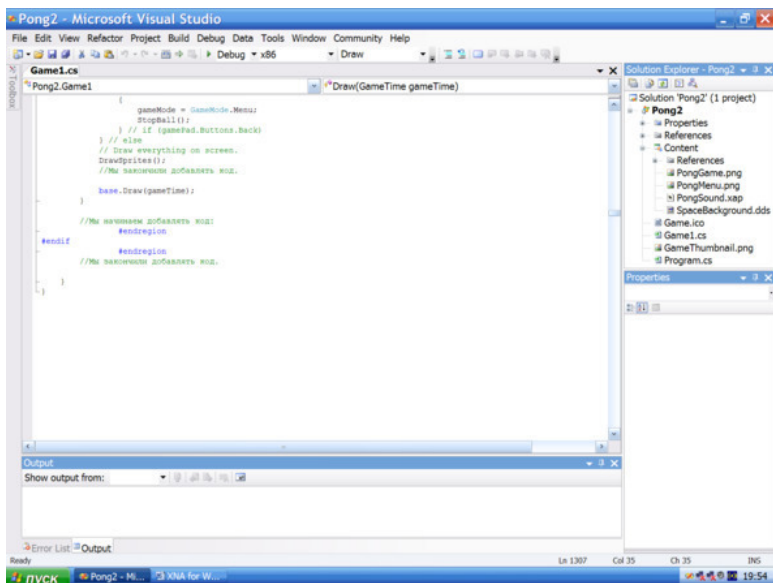 Pong2 - Microsoft Visual Studio
File Edit View Refactor Project Build Debug Data Tools Window Community Help
Debug x86 Draw
Toolbox
Game1.cs
Pong2.Game1 Draw(GameTime gameTime)
{
gameMode = GameMode.Menu;
StopBall();
} // if (gamePad.Buttons.Back)
} // else
// Draw everything on screen.
DrawSprites();
//Мы закончили добавлять код.
base.Draw(gameTime);
}
//Мы начинаем добавлять код:
#endregion
#endif
#endregion
//Мы закончили добавлять код.
}
}
Solution Explorer - Pong2
Solution 'Pong2' (1 project)
Pong2
Properties
References
Content
References
PongGame.png
PongMenu.png
PongSound.xap
SpaceBackground.dds
Game.ico
Game1.cs
GameThumbnail.png
Program.cs
Properties
Output
Show output from:
Error List Output
Ready Ln 1307 Col 35 Ch 35 INS
пуск Pong2 - Mi... XNA for W... 19:54